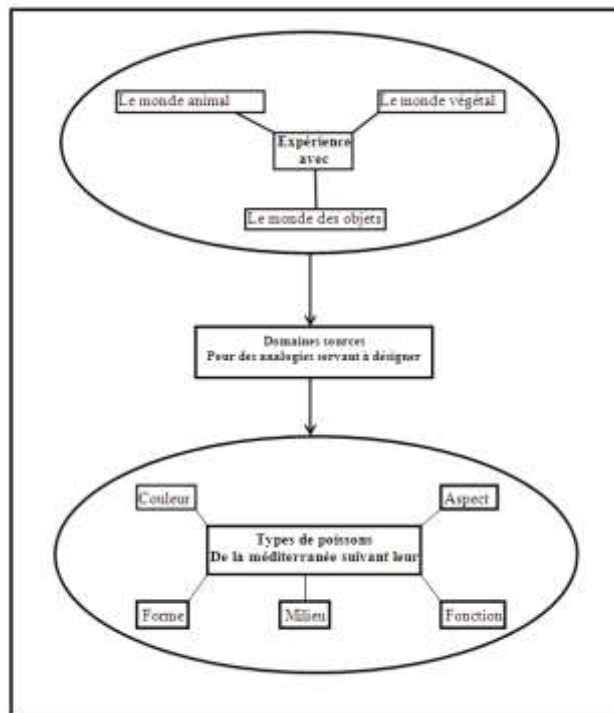 Le monde animal
Le monde végétal
Expérience
avec
Le monde des objets
Domaines sources
Pour des analogies servant à désigner
Couleur
Aspect
Types de poissons
De la méditerranée suivant leur
Forme
Milieu
Fonction